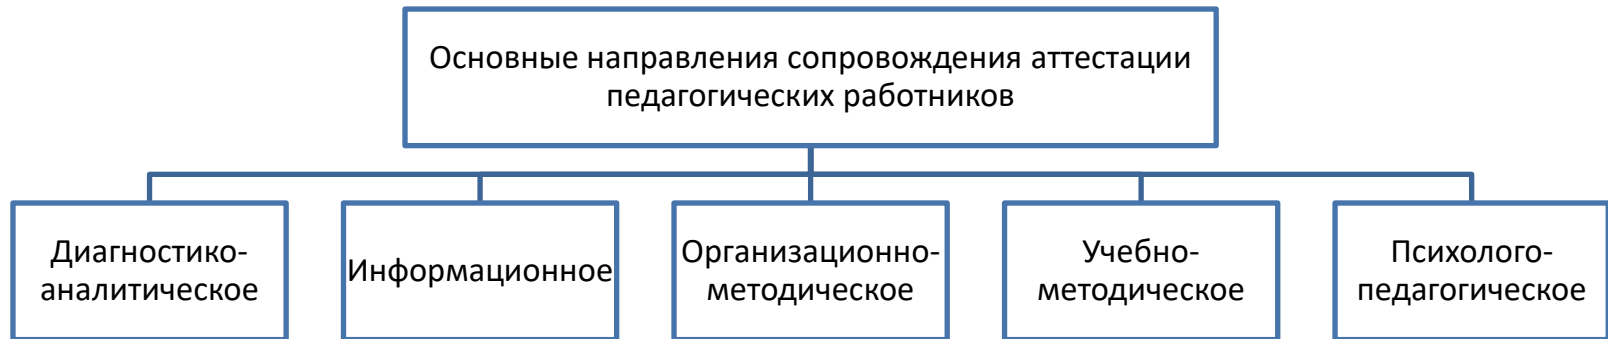 Основные направления сопровождения аттестации
педагогических работников
Диагностико-
аналитическое
Информационное
Организационно-
методическое
Учебно-
методическое
Психолого-
педагогическое